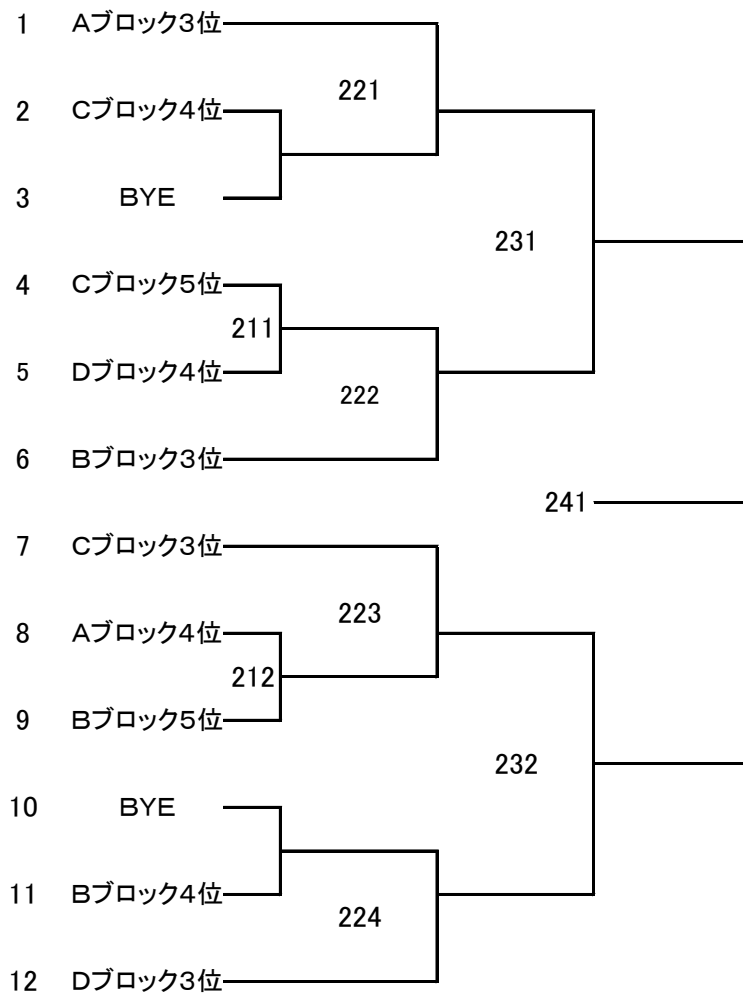 1 Aブロック3位
221
2 Cブロック4位
3 BYE
231
4 Cブロック5位
211
5 Dブロック4位
222
6 Bブロック3位
241
7 Cブロック3位
223
8 Aブロック4位
212
9 Bブロック5位
232
10 BYE
11 Bブロック4位
224
12 Dブロック3位